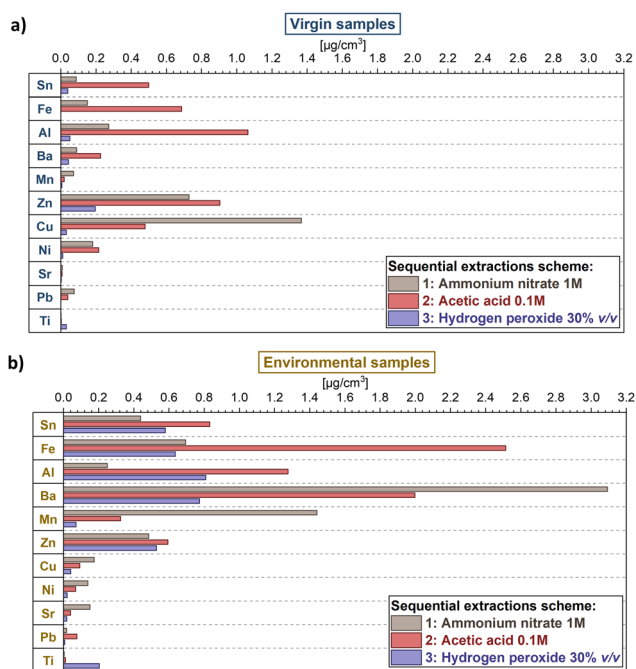 a)
Virgin samples
[µg/cm³]
0.0 0.2 0.4 0.6 0.8 1.0 1.2 1.4 1.6 1.8 2.0 2.2 2.4 2.6 2.8 3.0 3.2
Sn
Fe
Al
Ba
Mn
Zn
Cu
Ni
Sr
Pb
Ti
Sequential extractions scheme:
1: Ammonium nitrate 1M
2: Acetic acid 0.1M
3: Hydrogen peroxide 30% v/v
b)
Environmental samples
[µg/cm³]
0.0 0.2 0.4 0.6 0.8 1.0 1.2 1.4 1.6 1.8 2.0 2.2 2.4 2.6 2.8 3.0 3.2
Sn
Fe
Al
Ba
Mn
Zn
Cu
Ni
Sr
Pb
Ti
Sequential extractions scheme:
1: Ammonium nitrate 1M
2: Acetic acid 0.1M
3: Hydrogen peroxide 30% v/v